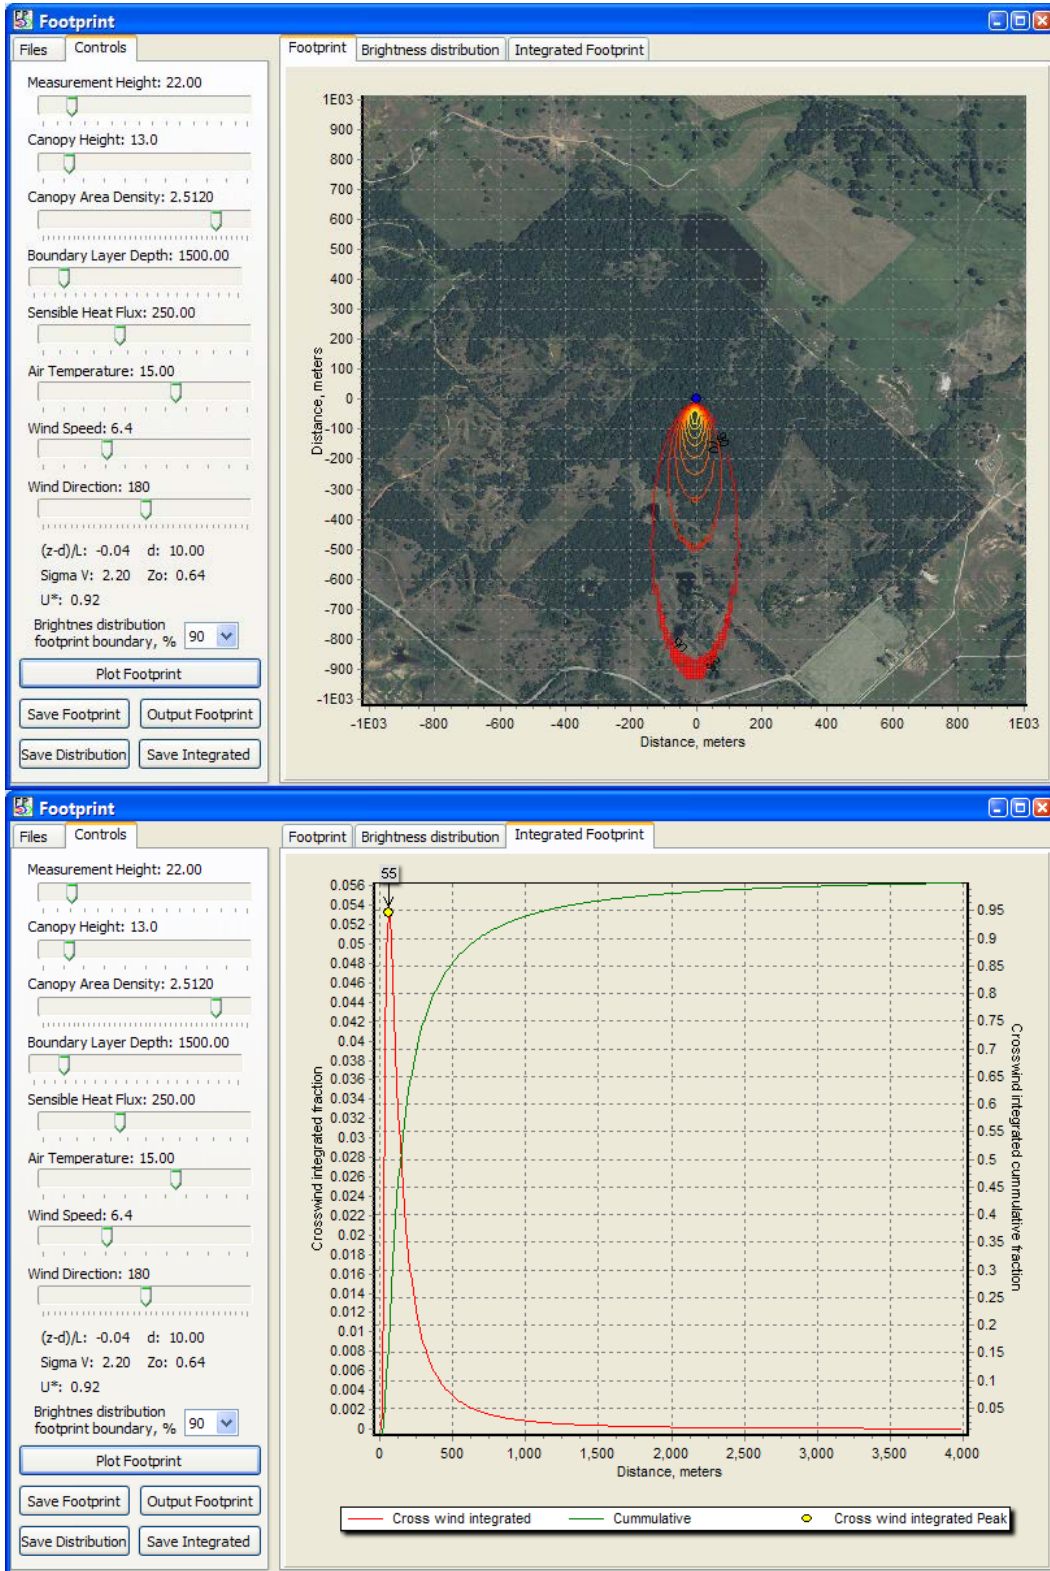 Footprint
Files Controls
Footprint Brightness distribution Integrated Footprint
Measurement Height: 22.00
Canopy Height: 13.0
Canopy Area Density: 2.5120
Boundary Layer Depth: 1500.00
Sensible Heat Flux: 250.00
Air Temperature: 15.00
Wind Speed: 6.4
Wind Direction: 180
(z-d)/L: -0.04 d: 10.00
Sigma V: 2.20 Zo: 0.64
U*: 0.92
Brightnes distribution
footprint boundary, % 90
Plot Footprint
Save Footprint Output Footprint
Save Distribution Save Integrated
1E03
900
800
700
600
500
400
300
200
100
0
-100
-200
-300
-400
-500
-600
-700
-800
-900
-1E03
Distance, meters
90
90
-1E03 -800 -600 -400 -200 0 200 400 600 800 1E03
Distance, meters
Footprint
Files Controls
Footprint Brightness distribution Integrated Footprint
Measurement Height: 22.00
Canopy Height: 13.0
Canopy Area Density: 2.5120
Boundary Layer Depth: 1500.00
Sensible Heat Flux: 250.00
Air Temperature: 15.00
Wind Speed: 6.4
Wind Direction: 180
(z-d)/L: -0.04 d: 10.00
Sigma V: 2.20 Zo: 0.64
U*: 0.92
Brightnes distribution
footprint boundary, % 90
Plot Footprint
Save Footprint Output Footprint
Save Distribution Save Integrated
55
0.056
0.054
0.052
0.05
0.048
0.046
0.044
0.042
0.04
0.038
0.036
0.034
0.032
0.03
0.028
0.026
0.024
0.022
0.02
0.018
0.016
0.014
0.012
0.01
0.008
0.006
0.004
0.002
0
Crosswind integrated fraction
0.95
0.9
0.85
0.8
0.75
0.7
0.65
0.6
0.55
0.5
0.45
0.4
0.35
0.3
0.25
0.2
0.15
0.1
0.05
Crosswind integrated cummulative fraction
0 500 1,000 1,500 2,000 2,500 3,000 3,500 4,000
Distance, meters
Cross wind integrated Cummulative Cross wind integrated Peak